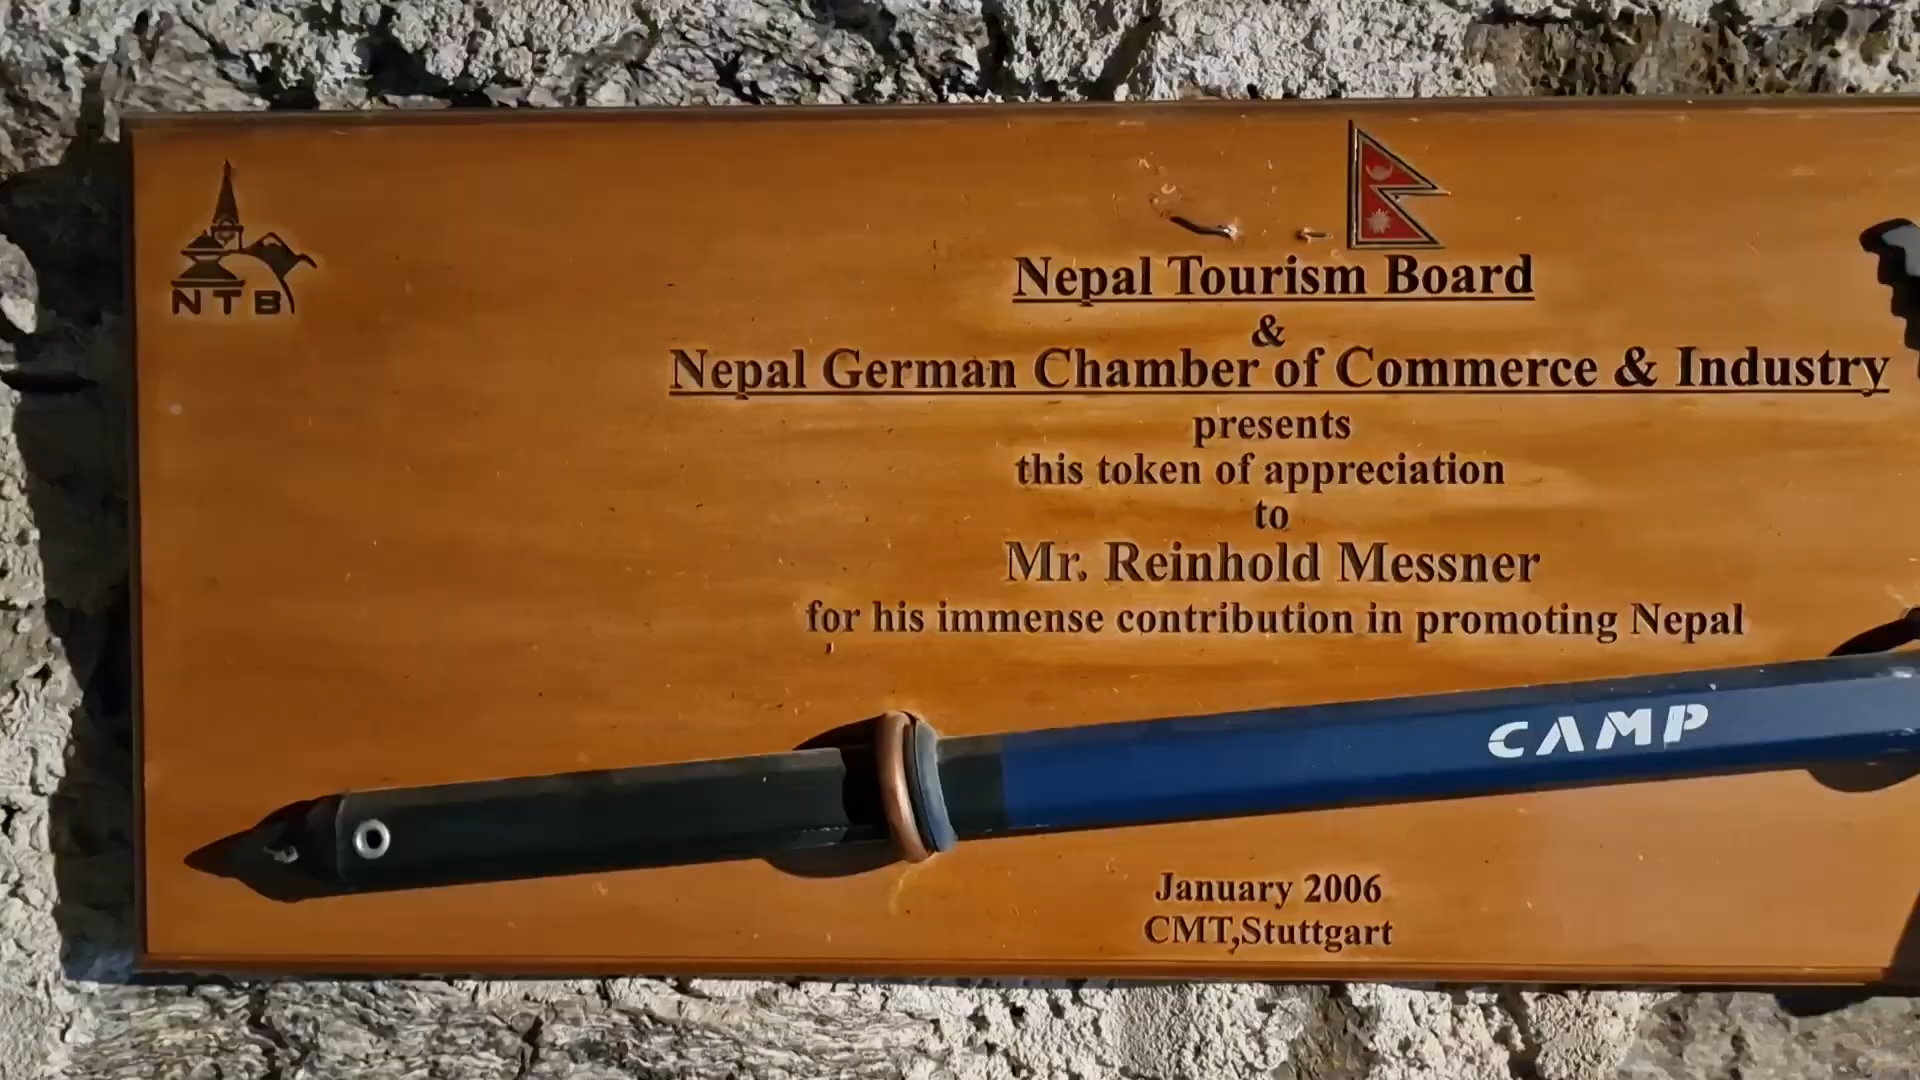 NTB
Nepal Tourism Board
&
Nepal German Chamber of Commerce & Industry
presents
this token of appreciation
to
Mr. Reinhold Messner
for his immense contribution in promoting Nepal
CAMP
January 2006
CMT,Stuttgart